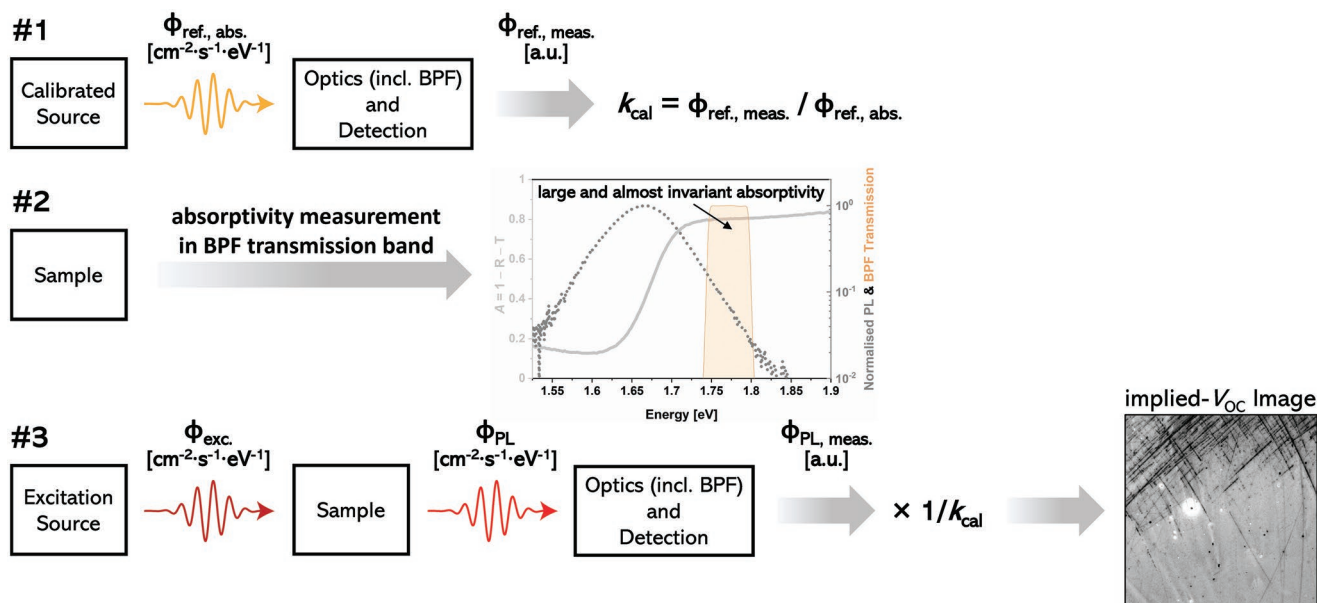 #1
Φref., abs.
[cm-2·s-1·eV-1]
Φref., meas.
[a.u.]
Calibrated
Source
Optics (incl. BPF)
and
Detection
kcal = Φref., meas. / Φref., abs.
#2
Sample
absorptivity measurement
in BPF transmission band
large and almost invariant absorptivity
A = 1 – R – T
1
0.8
0.6
0.4
0.2
0
1.55
1.6
1.65
1.7
1.75
1.8
1.85
1.9
Energy [eV]
10⁰
10⁻¹
10⁻²
Normalised PL & BPF Transmission
#3
Φexc.
[cm-2·s-1·eV-1]
ΦPL
[cm-2·s-1·eV-1]
ΦPL, meas.
[a.u.]
implied-VOC Image
Excitation
Source
Sample
Optics (incl. BPF)
and
Detection
× 1/kcal